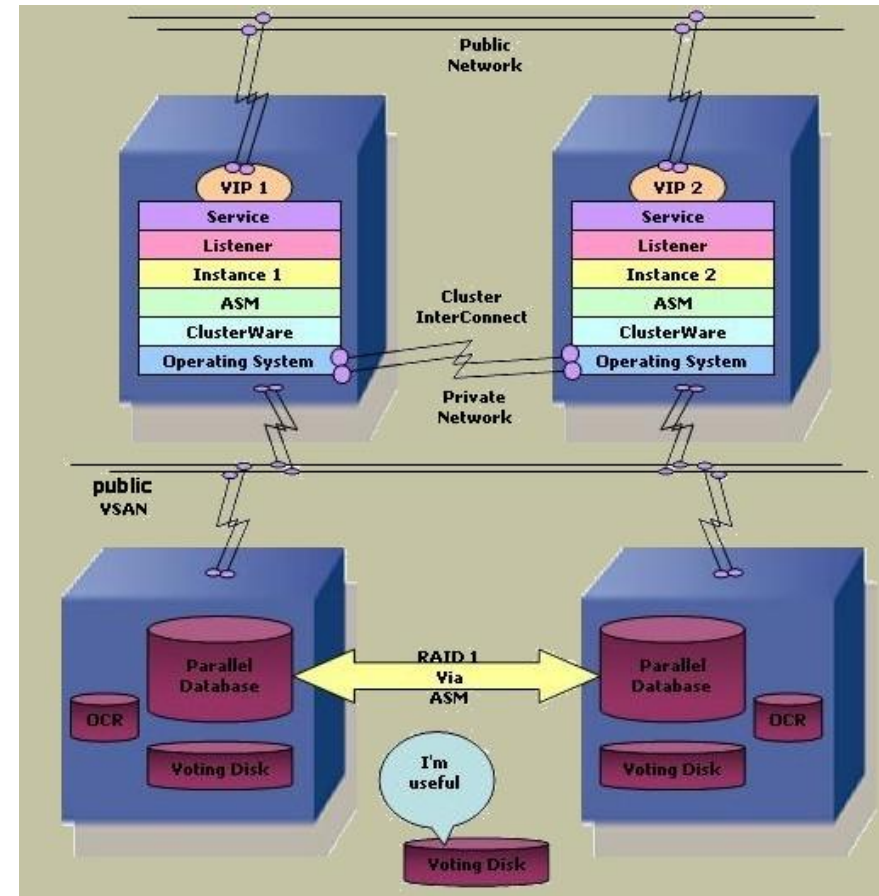 Public
Network
VIP 1
Service
Listener
Instance 1
ASM
ClusterWare
Operating System
VIP 2
Service
Listener
Instance 2
ASM
ClusterWare
Operating System
Cluster
InterConnect
Private
Network
public
VSAN
Parallel
Database
OCR
Voting Disk
RAID 1
Via
ASM
Parallel
Database
OCR
Voting Disk
I'm
useful
Voting Disk